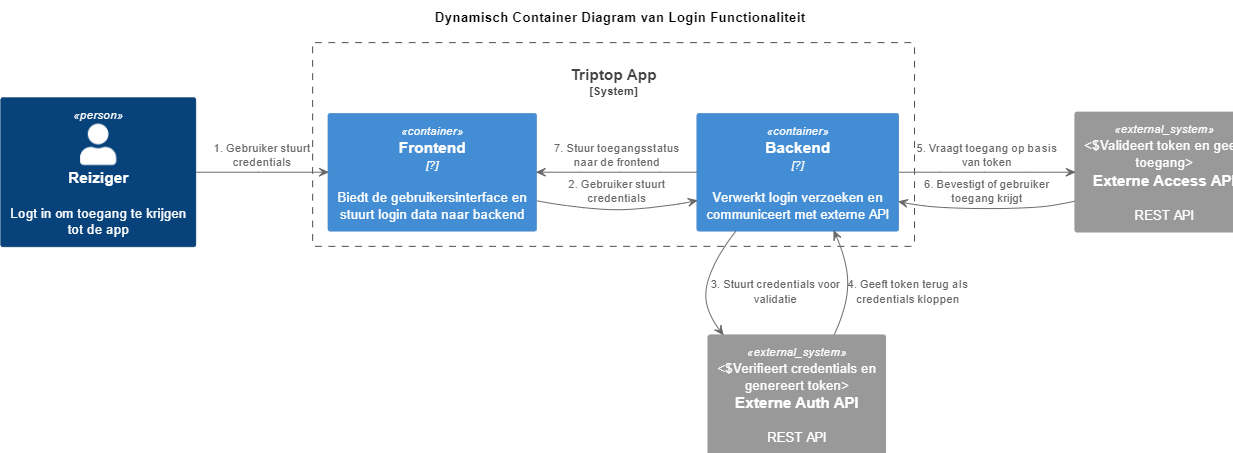 Dynamisch Container Diagram van Login Functionaliteit
Triptop App
[System]
«person»
Reiziger
Logt in om toegang te krijgen
tot de app
1. Gebruiker stuurt
credentials
«container»
Frontend
[?]
Biedt de gebruikersinterface en
stuurt login data naar backend
7. Stuur toegangsstatus
naar de frontend
2. Gebruiker stuurt
credentials
«container»
Backend
[?]
Verwerkt login verzoeken en
communiceert met externe API
5. Vraagt toegang op basis
van token
6. Bevestigt of gebruiker
toegang krijgt
«external_system»
<$Valideert token en gee
toegang>
Externe Access API
REST API
3. Stuurt credentials voor
validatie
4. Geeft token terug als
credentials kloppen
«external_system»
<$Verifieert credentials en
genereert token>
Externe Auth API
REST API